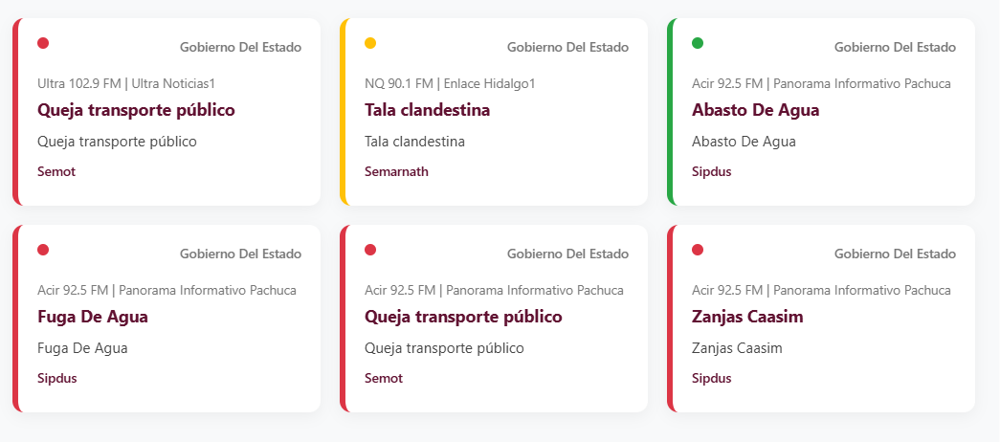 Gobierno Del Estado
Ultra 102.9 FM | Ultra Noticias1
Queja transporte público
Queja transporte público
Semot
Gobierno Del Estado
NQ 90.1 FM | Enlace Hidalgo1
Tala clandestina
Tala clandestina
Semarnath
Gobierno Del Estado
Acir 92.5 FM | Panorama Informativo Pachuca
Abasto De Agua
Abasto De Agua
Sipdus
Gobierno Del Estado
Acir 92.5 FM | Panorama Informativo Pachuca
Fuga De Agua
Fuga De Agua
Sipdus
Gobierno Del Estado
Acir 92.5 FM | Panorama Informativo Pachuca
Queja transporte público
Queja transporte público
Semot
Gobierno Del Estado
Acir 92.5 FM | Panorama Informativo Pachuca
Zanjas Caasim
Zanjas Caasim
Sipdus